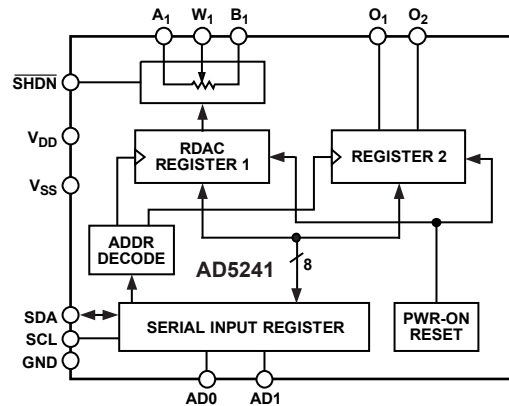 A1 W1 B1 O1 O2
SHDN
VDD
RDAC
REGISTER 1
REGISTER 2
VSS
ADDR
DECODE
AD5241
8
SDA
SERIAL INPUT REGISTER
PWR-ON
RESET
SCL
GND
AD0 AD1